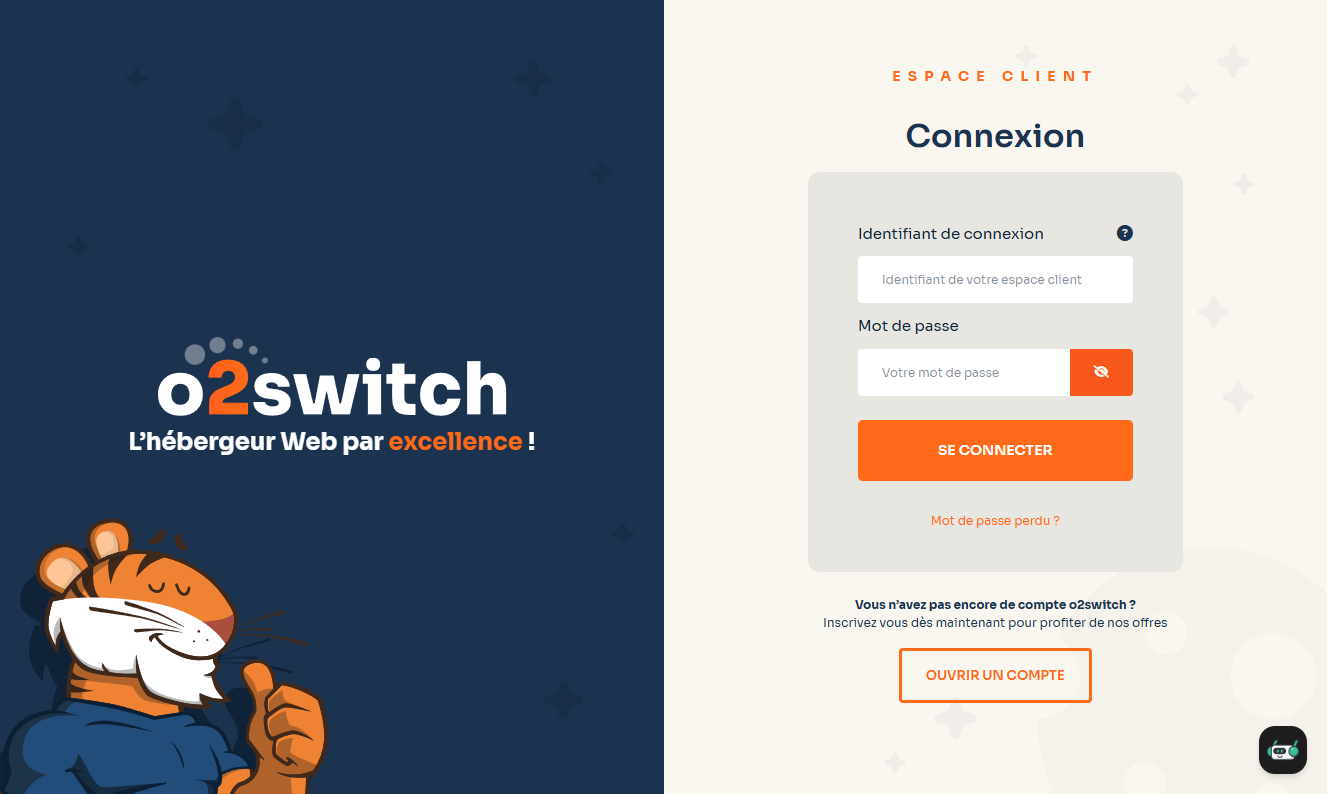 o2switch
L’hébergeur Web par excellence !
ESPACE CLIENT
Connexion
Identifiant de connexion ?
Identifiant de votre espace client
Mot de passe
Votre mot de passe
SE CONNECTER
Mot de passe perdu ?
Vous n’avez pas encore de compte o2switch ?
Inscrivez vous dès maintenant pour profiter de nos offres
OUVRIR UN COMPTE